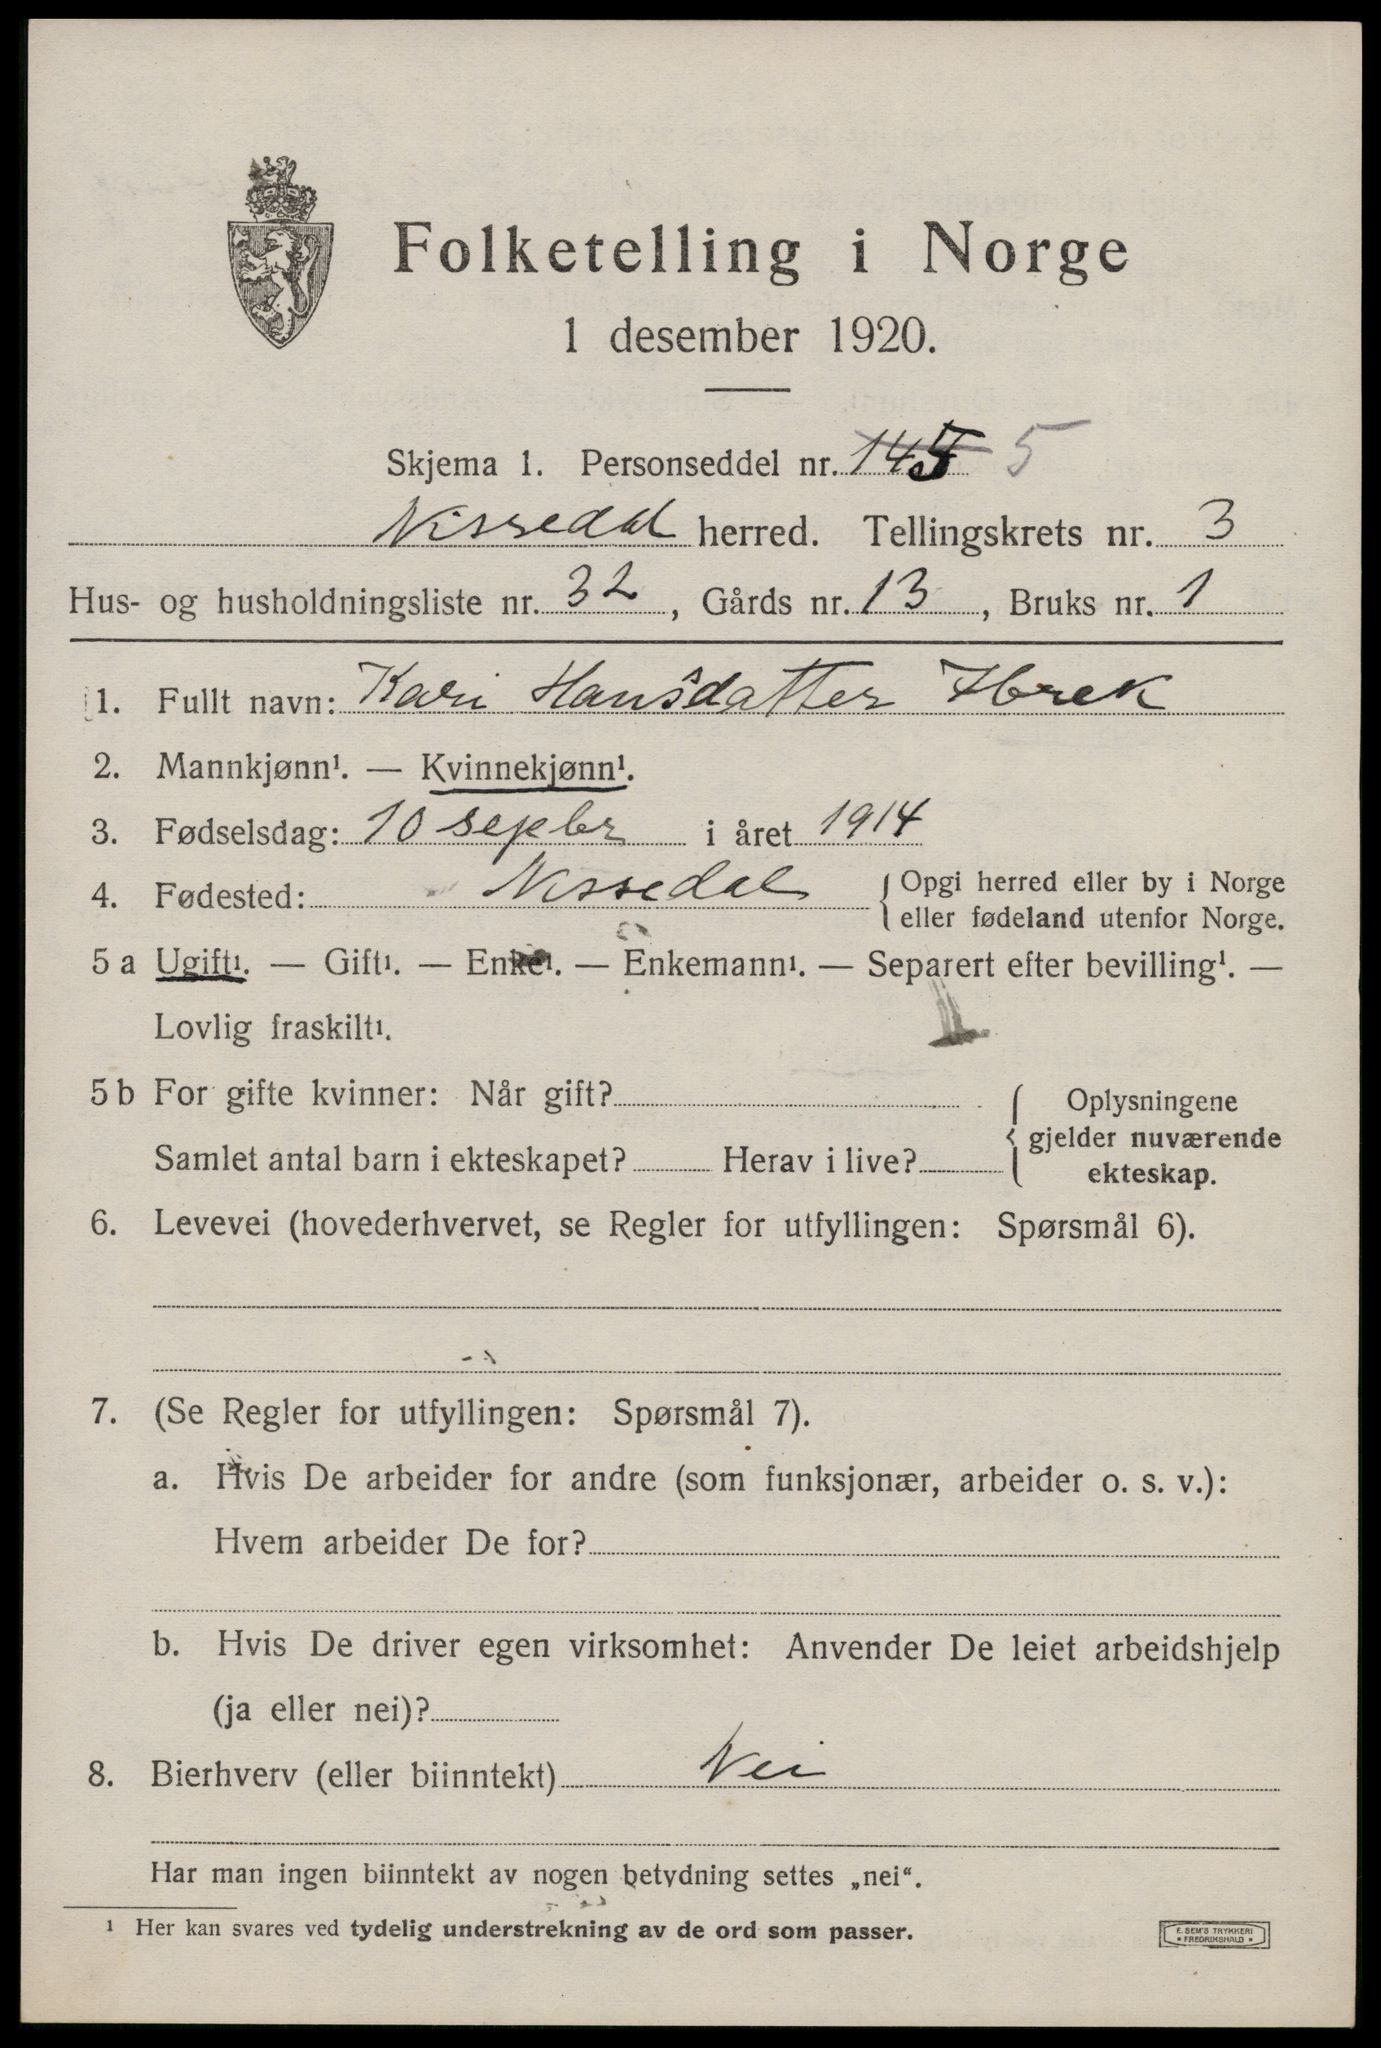 Folketelling i Norge
1 desember 1920.
Skjema 1. Personseddel nr. 145 5
Nissedal herred. Tellingskrets nr. 3
Hus- og husholdningsliste nr. 32, Gårds nr. 13, Bruks nr. 1
1. Fullt navn: Kari Hansdatter
2. Mannkjønn¹. — Kvinnekjønn¹.
3. Fødselsdag: 10 sepbr i året 1914
4. Fødested: Nissedal { Opgi herred eller by i Norge
eller fødeland utenfor Norge.
5 a Ugift¹. — Gift¹. — Enke¹. — Enkemann¹. — Separert efter bevilling¹. —
Lovlig fraskilt¹.
5 b For gifte kvinner: Når gift?
Samlet antal barn i ekteskapet? Herav i live?
{ Oplysningene
gjelder nuværende
ekteskap.
6. Levevei (hovederhvervet, se Regler for utfyllingen: Spørsmål 6).
7. (Se Regler for utfyllingen: Spørsmål 7).
a. Hvis De arbeider for andre (som funksjonær, arbeider o. s. v.):
Hvem arbeider De for?
b. Hvis De driver egen virksomhet: Anvender De leiet arbeidshjelp
(ja eller nei)?
8. Bierhverv (eller biinntekt) Nei
Har man ingen biinntekt av nogen betydning settes „nei“.
¹ Her kan svares ved tydelig understrekning av de ord som passer.
E. SEM'S TRYKKERI
* FREDRIKSHALD *